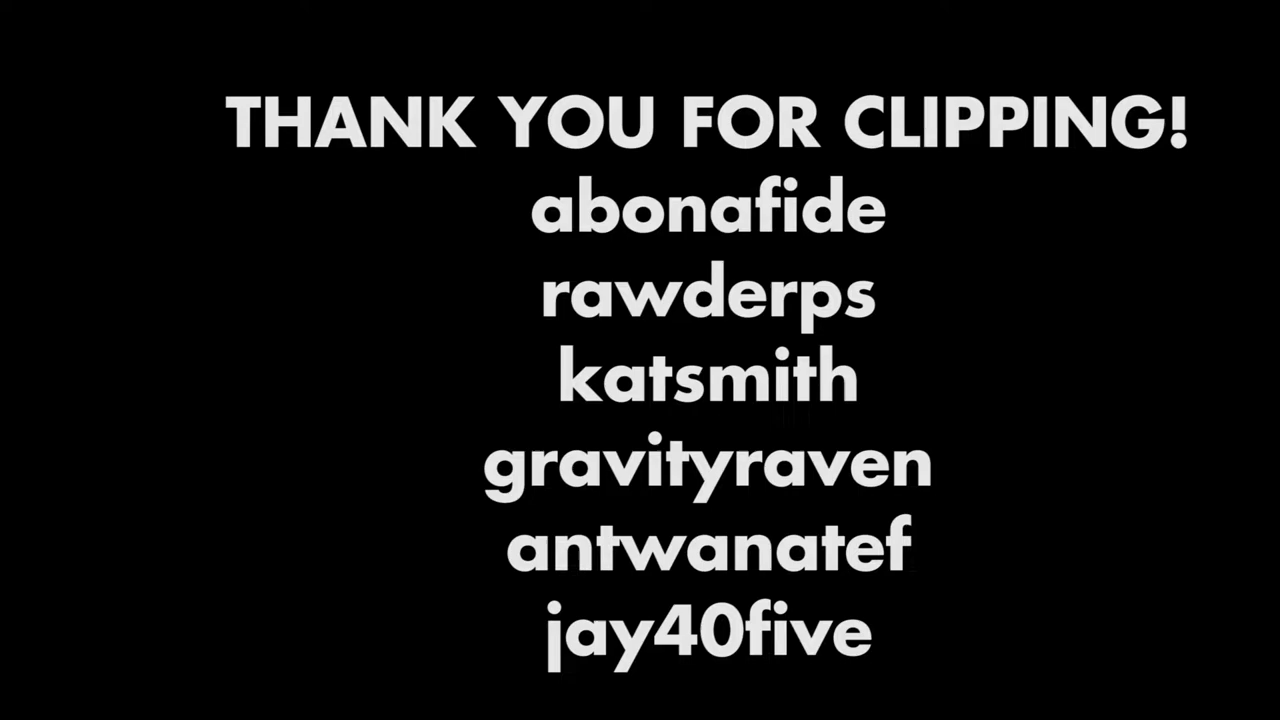 THANK YOU FOR CLIPPING!
abonafide
rawderps
katsmith
gravityraven
antwanatef
jay40five